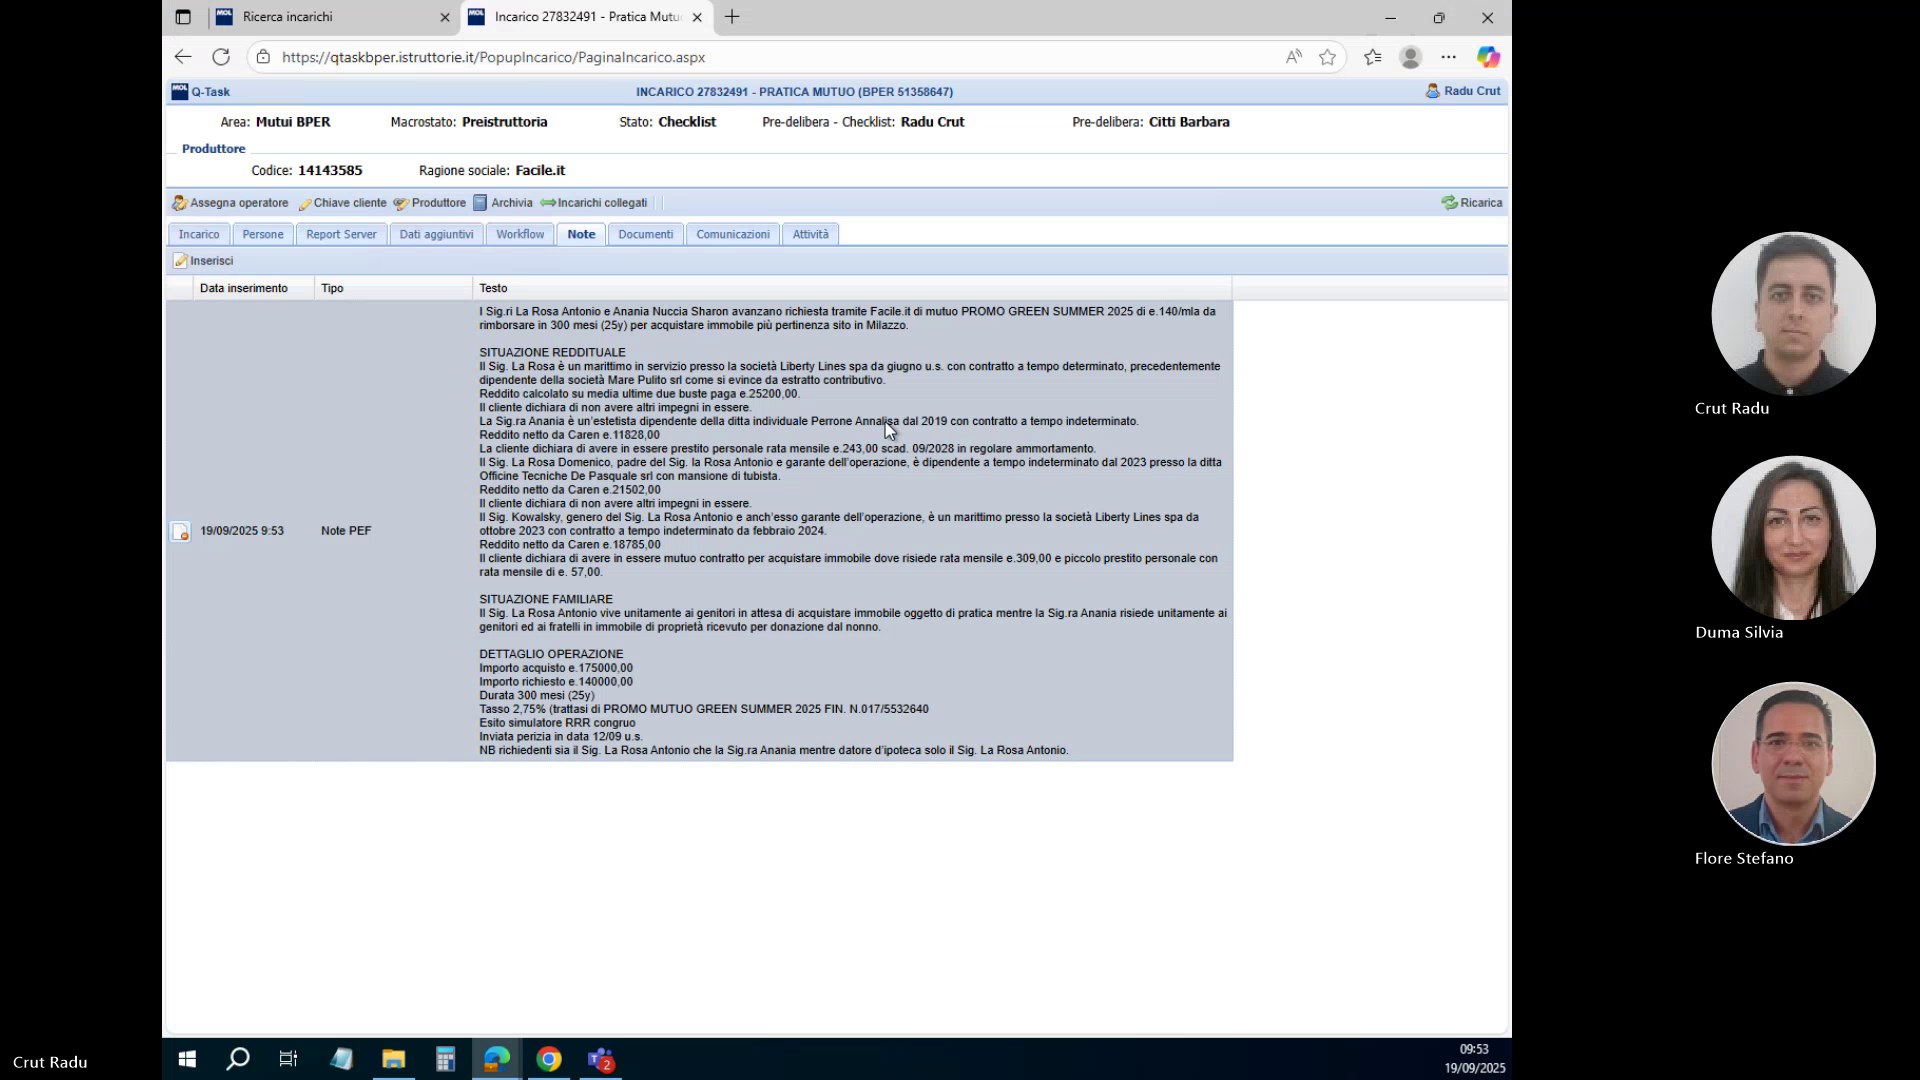 MOL Ricerca incarichi
MOL Incarico 27832491 - Pratica Mutu
https://qtaskbper.istruttorie.it/PopupIncarico/PaginaIncarico.aspx
MOL Q-Task
INCARICO 27832491 - PRATICA MUTUO (BPER 51358647)
Radu Crut
Area: Mutui BPER
Macrostato: Preistruttoria
Stato: Checklist
Pre-delibera - Checklist: Radu Crut
Pre-delibera: Citti Barbara
Produttore
Codice: 14143585
Ragione sociale: Facile.it
Assegna operatore Chiave cliente Produttore Archivia Incarichi collegati
Ricarica
Incarico Persone Report Server Dati aggiuntivi Workflow Note Documenti Comunicazioni Attività
Inserisci
Data inserimento Tipo Testo
19/09/2025 9:53 Note PEF
I Sig.ri La Rosa Antonio e Anania Nuccia Sharon avanzano richiesta tramite Facile.it di mutuo PROMO GREEN SUMMER 2025 di e.140/mla da
rimborsare in 300 mesi (25y) per acquistare immobile più pertinenza sito in Milazzo.
SITUAZIONE REDDITUALE
Il Sig. La Rosa è un marittimo in servizio presso la società Liberty Lines spa da giugno u.s. con contratto a tempo determinato, precedentemente
dipendente della società Mare Pulito srl come si evince da estratto contributivo.
Reddito calcolato su media ultime due buste paga e.25200,00.
Il cliente dichiara di non avere altri impegni in essere.
La Sig.ra Anania è un'estetista dipendente della ditta individuale Perrone Annalisa dal 2019 con contratto a tempo indeterminato.
Reddito netto da Caren e.11828,00
La cliente dichiara di avere in essere prestito personale rata mensile e.243,00 scad. 09/2028 in regolare ammortamento.
Il Sig. La Rosa Domenico, padre del Sig. la Rosa Antonio e garante dell'operazione, è dipendente a tempo indeterminato dal 2023 presso la ditta
Officine Tecniche De Pasquale srl con mansione di tubista.
Reddito netto da Caren e.21502,00
Il cliente dichiara di non avere altri impegni in essere.
Il Sig. Kowalsky, genero del Sig. La Rosa Antonio e anch'esso garante dell'operazione, è un marittimo presso la società Liberty Lines spa da
ottobre 2023 con contratto a tempo indeterminato da febbraio 2024.
Reddito netto da Caren e.18785,00
Il cliente dichiara di avere in essere mutuo contratto per acquistare immobile dove risiede rata mensile e.309,00 e piccolo prestito personale con
rata mensile di e. 57,00.
SITUAZIONE FAMILIARE
Il Sig. La Rosa Antonio vive unitamente ai genitori in attesa di acquistare immobile oggetto di pratica mentre la Sig.ra Anania risiede unitamente ai
genitori ed ai fratelli in immobile di proprietà ricevuto per donazione dal nonno.
DETTAGLIO OPERAZIONE
Importo acquisto e.175000,00
Importo richiesto e.140000,00
Durata 300 mesi (25y)
Tasso 2,75% (trattasi di PROMO MUTUO GREEN SUMMER 2025 FIN. N.017/5532640
Esito simulatore RRR congruo
Inviata perizia in data 12/09 u.s.
NB richiedenti sia il Sig. La Rosa Antonio che la Sig.ra Anania mentre datore d'ipoteca solo il Sig. La Rosa Antonio.
Crut Radu
Duma Silvia
Flore Stefano
Crut Radu
2
09:53
19/09/2025